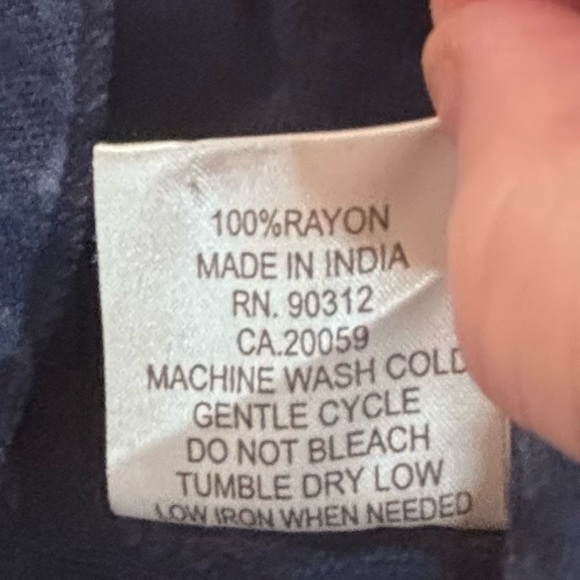 100%RAYON
MADE IN INDIA
RN. 90312
CA.20059
MACHINE WASH COLD
GENTLE CYCLE
DO NOT BLEACH
TUMBLE DRY LOW
LOW IRON WHEN NEEDED